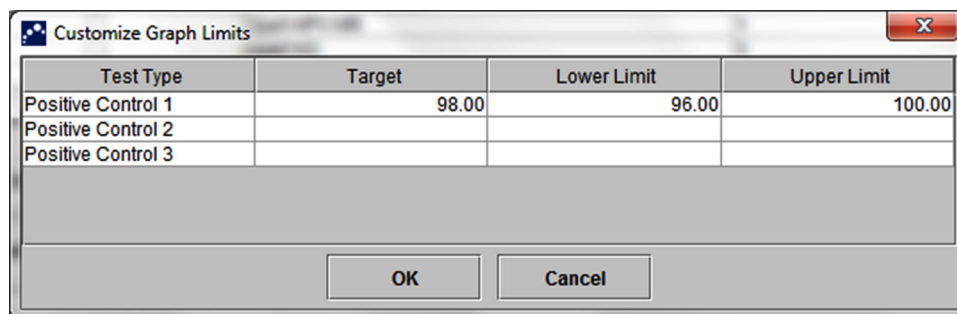 Customize Graph Limits
Test Type Target Lower Limit Upper Limit
Positive Control 1 98.00 96.00 100.00
Positive Control 2
Positive Control 3
OK Cancel